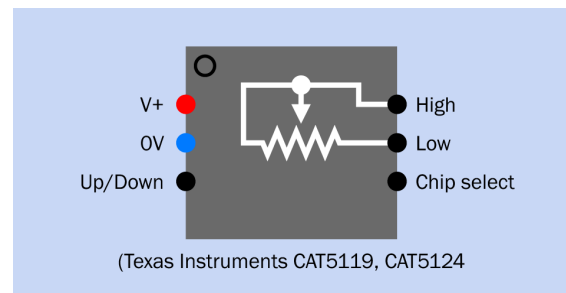 V+ High
0V Low
Up/Down Chip select
(Texas Instruments CAT5119, CAT5124